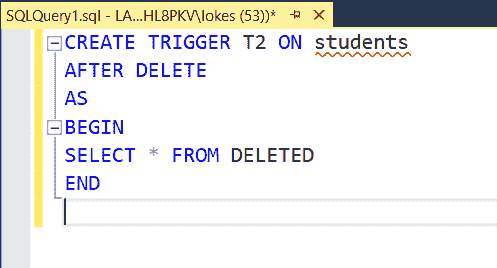 SQLQuery1.sql - LA...HL8PKV\lokes (53))*
CREATE TRIGGER T2 ON students
AFTER DELETE
AS
BEGIN
SELECT * FROM DELETED
END